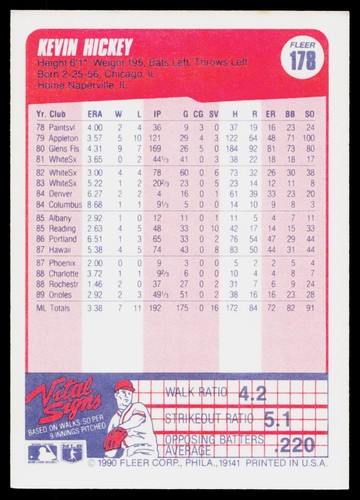 KEVIN HICKEY
FLEER
178
Height 6'1" Weight 195, Bats Left, Throws Left
Born 2-25-56, Chicago, IL
Home Naperville, IL
Yr. Club ERA W L IP G CG SV H R ER BB SO
78 Paintsvl 4.00 2 4 36 9 3 0 37 19 16 23 24
79 Appleton 3.57 5 10 121 29 4 3 122 64 48 71 100
80 Glens Fls 4.31 9 7 169 26 5 0 184 92 81 73 80
81 WhiteSx 3.65 0 2 44⅓ 41 0 3 38 22 18 18 17
82 WhiteSx 3.00 4 4 78 60 0 6 73 32 26 30 38
83 WhiteSx 5.22 1 2 20⅔ 23 0 5 23 14 12 11 8
84 Denver 6.27 2 2 33 16 0 1 61 39 23 33 20
84 Columbus 8.68 1 0 9⅓ 5 0 1 17 9 9 5 4
85 Albany 2.92 1 0 12 11 0 1 12 5 4 5 7
85 Reading 2.63 4 5 48 33 0 10 42 17 14 15 33
86 Portland 6.51 5 3 47 33 0 2 76 54 47 29 44
87 Hawaii 5.38 5 4 74 43 0 8 83 50 44 31 44
87 Phoenix 2.00 0 0 9 5 0 0 5 2 2 5 4
88 Charlotte 3.72 1 1 9⅔ 6 0 1 13 7 4 6 5
88 Rochestr 1.46 2 0 37 24 0 1 31 7 6 9 24
89 Orioles 2.92 2 3 49⅓ 51 0 2 38 16 16 23 28
ML Totals 3.38 7 11 192 175 0 16 172 84 72 82 91
Vital Signs
BASED ON WALKS/SO PER
9 INNINGS PITCHED
WALK RATIO 4.2
STRIKEOUT RATIO 5.1
OPPOSING BATTERS
AVERAGE .220
© 1990 FLEER CORP., PHILA., 19141 PRINTED IN U.S.A.